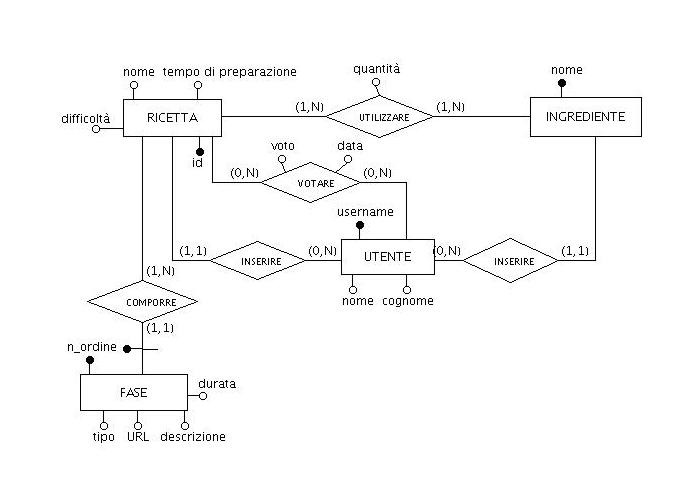 quantità
nome tempo di preparazione nome
difficoltà RICETTA (1,N) UTILIZZARE (1,N) INGREDIENTE
id voto data
(0,N) VOTARE (0,N)
username
(1,1) INSERIRE (0,N) UTENTE (0,N) INSERIRE (1,1)
(1,N) nome cognome
COMPORRE
(1,1)
n_ordine
FASE durata
tipo URL descrizione